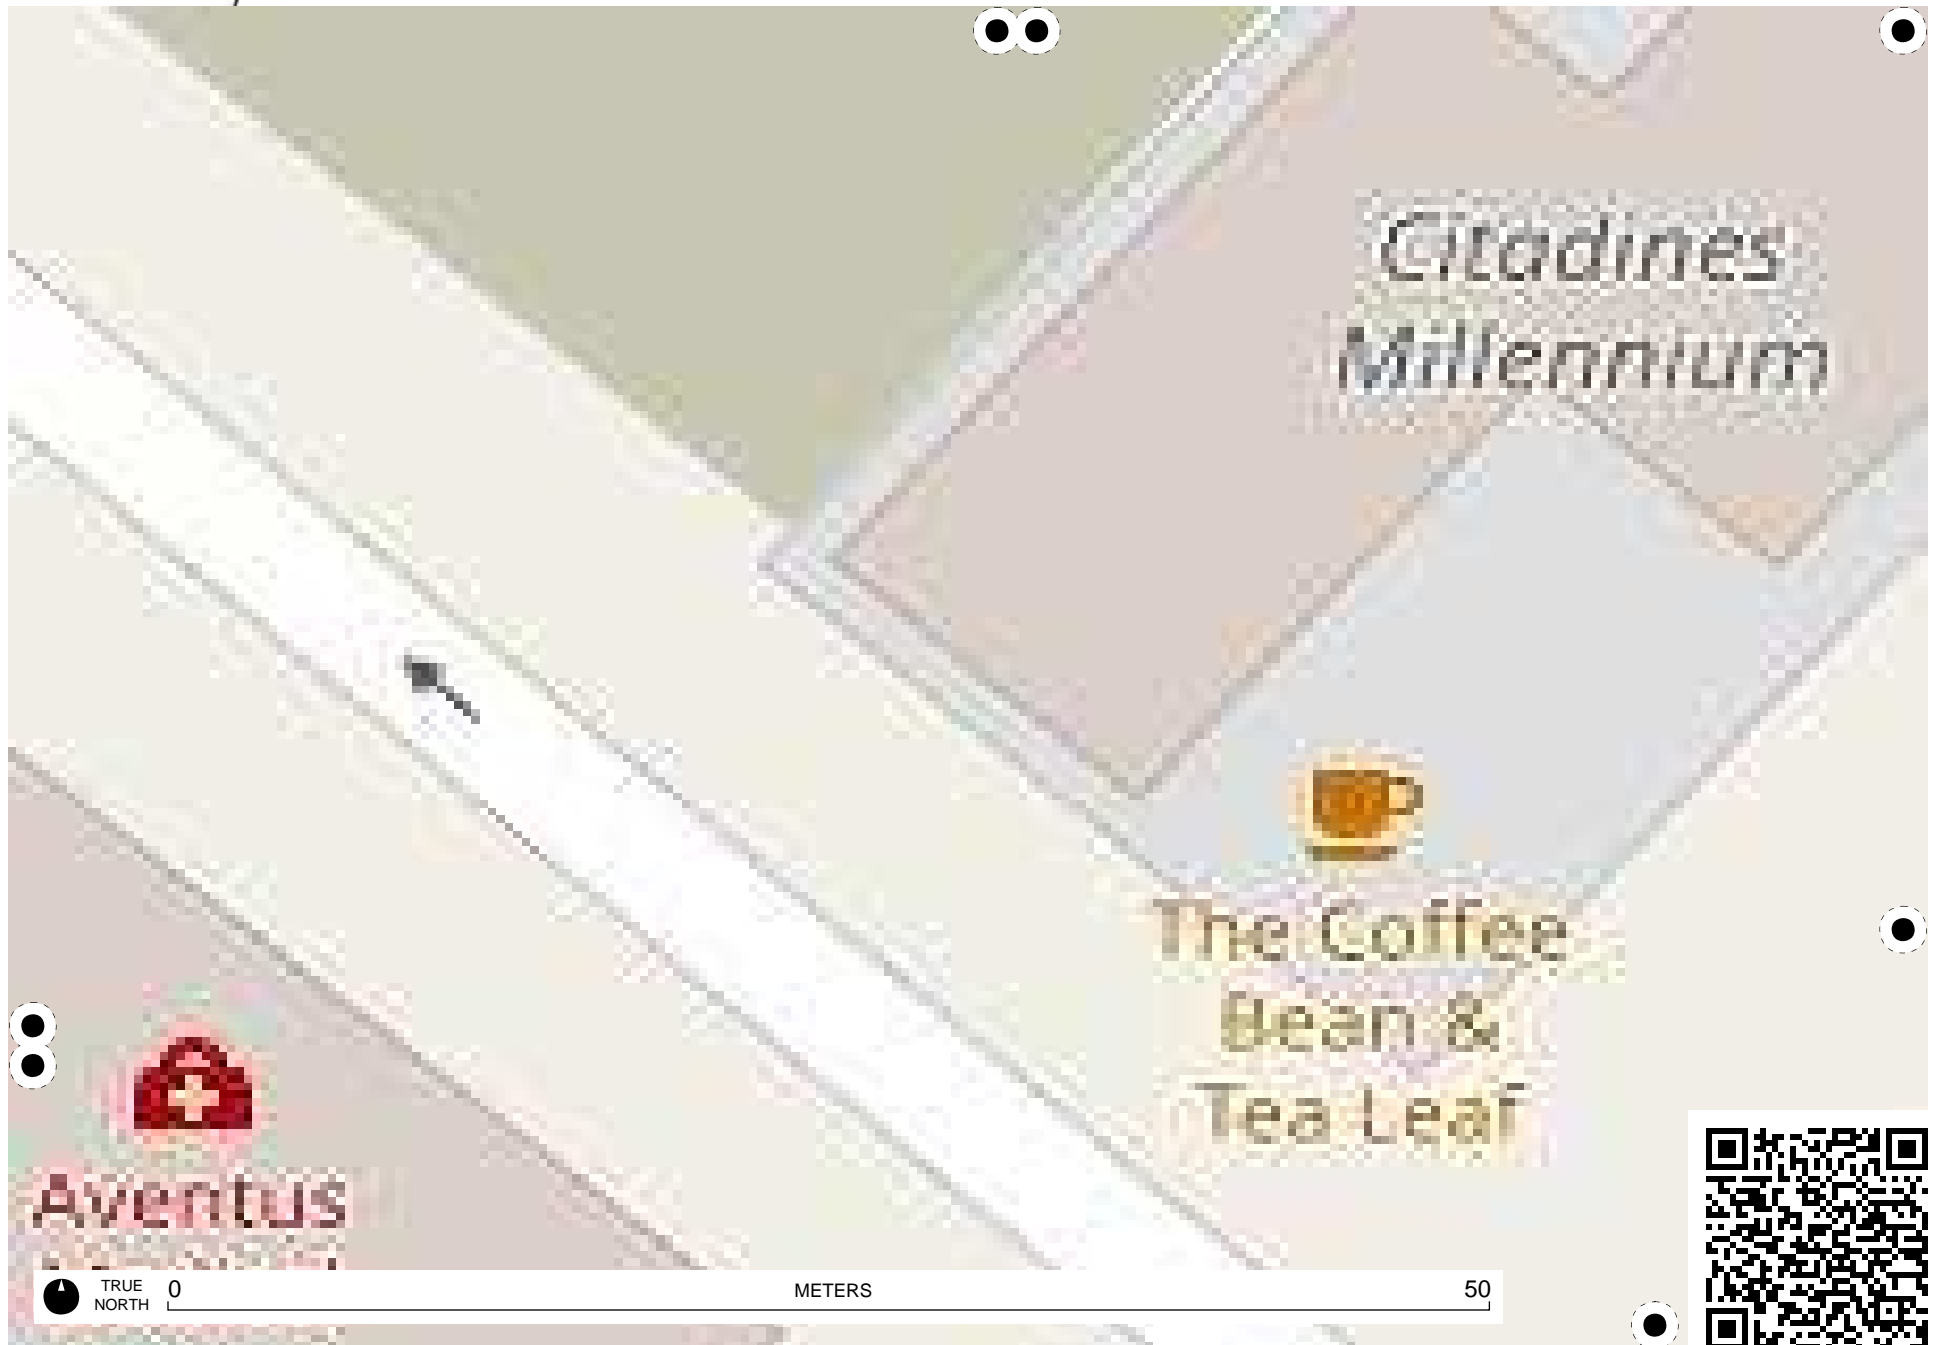 Citadines
Millennium
The Coffee
Bean &
Tea Leaf
Aventus
TRUE
NORTH
0
METERS
50